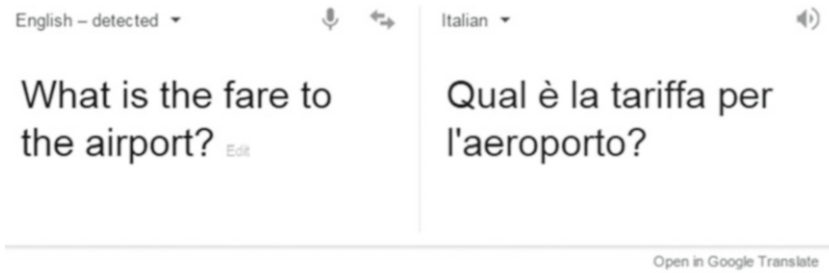 English – detected
Italian
What is the fare to
the airport? Edit
Qual è la tariffa per
l'aeroporto?
Open in Google Translate